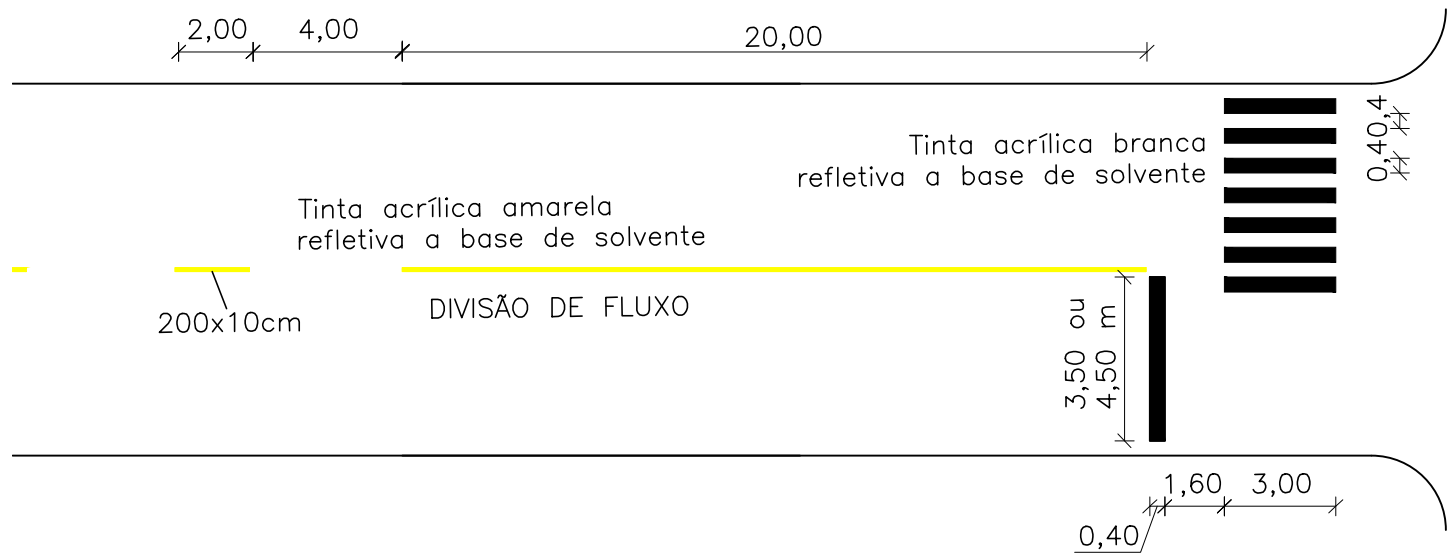 2,00
4,00
20,00
Tinta acrílica branca
refletiva a base de solvente
0,40,4
Tinta acrílica amarela
refletiva a base de solvente
200x10cm
DIVISÃO DE FLUXO
3,50 ou
4,50 m
1,60
3,00
0,40